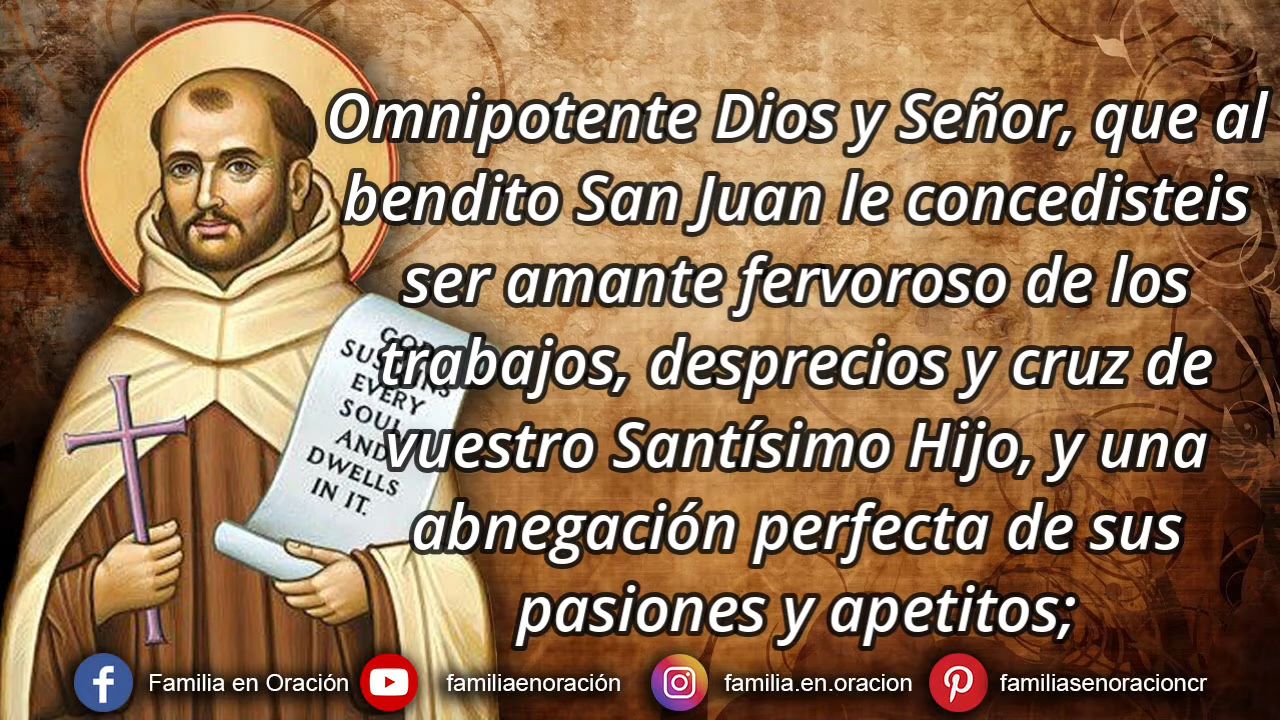 Omnipotente Dios y Señor, que al
bendito San Juan le concedisteis
ser amante fervoroso de los
trabajos, desprecios y cruz de
vuestro Santísimo Hijo, y una
abnegación perfecta de sus
pasiones y apetitos;
EVERY
SOUL
AND
DWELLS
IN IT.
Familia en Oración
familiaenoración
familia.en.oracion
familiasenoracioncr